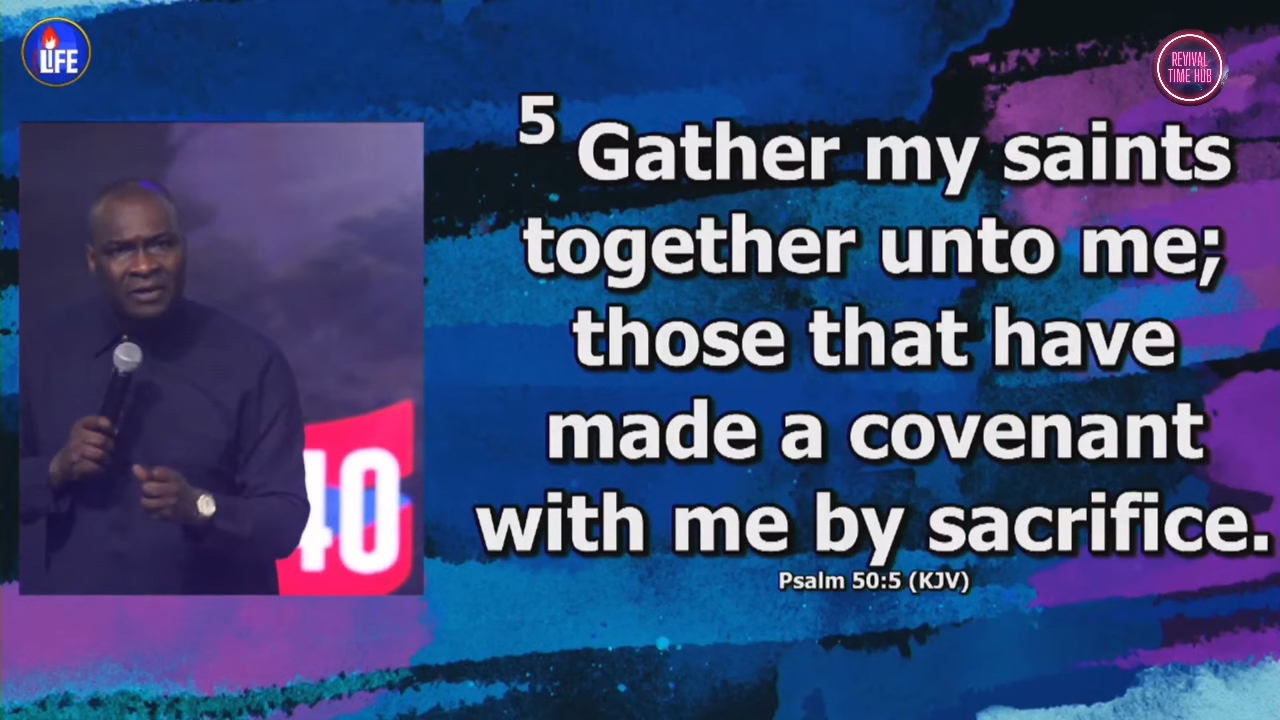 LIFE
REVIVAL
TIME HUB
5 Gather my saints
together unto me;
those that have
made a covenant
with me by sacrifice.
Psalm 50:5 (KJV)
40